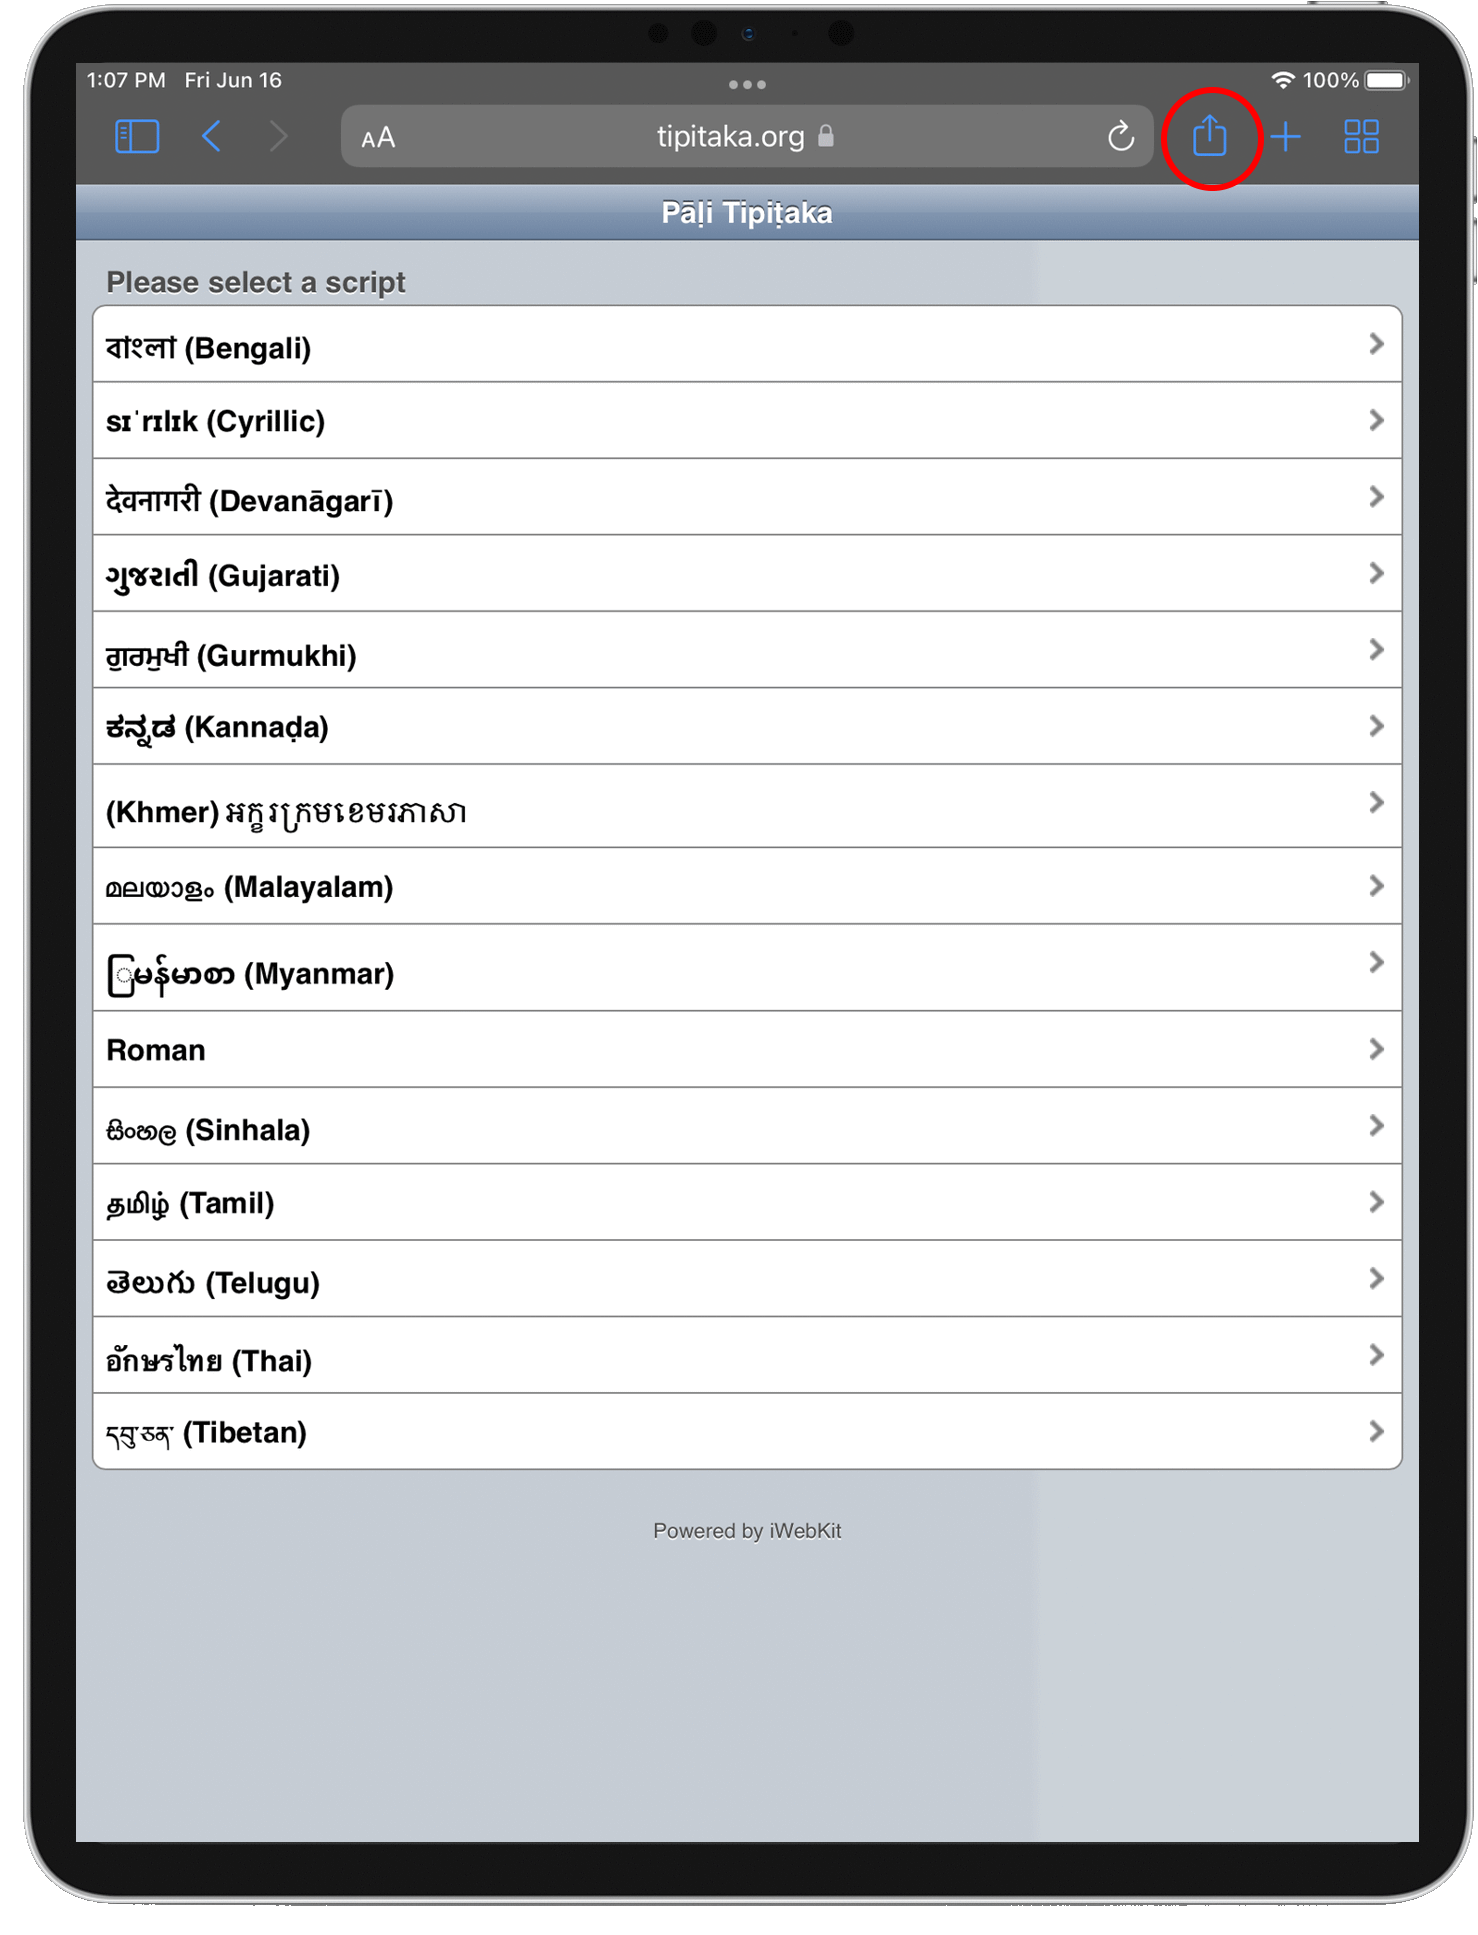 1:07 PM Fri Jun 16 100%
AA tipitaka.org
Pāḷi Tipiṭaka
Please select a script
বাংলা (Bengali)
sɪˈrɪlɪk (Cyrillic)
देवनागरी (Devanāgarī)
ગુજરાતી (Gujarati)
ਗੁਰਮੁਖੀ (Gurmukhi)
ಕನ್ನಡ (Kannaḍa)
(Khmer) អក្ខរក្រមខេមរភាសា
മലയാളം (Malayalam)
ြမန်မာစာ (Myanmar)
Roman
සිංහල (Sinhala)
தமிழ் (Tamil)
తెలుగు (Telugu)
อักษรไทย (Thai)
དབུ་ཅན་ (Tibetan)
Powered by iWebKit